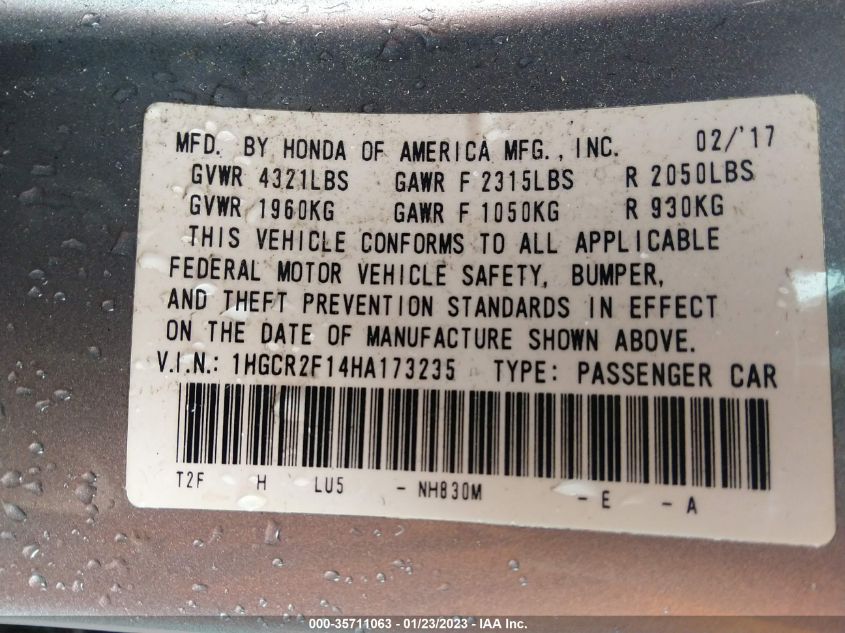 MFD. BY HONDA OF AMERICA MFG., INC. 02/'17
GVWR 4321LBS GAWR F 2315LBS R 2050LBS
GVWR 1960KG GAWR F 1050KG R 930KG
THIS VEHICLE CONFORMS TO ALL APPLICABLE
FEDERAL MOTOR VEHICLE SAFETY, BUMPER,
AND THEFT PREVENTION STANDARDS IN EFFECT
ON THE DATE OF MANUFACTURE SHOWN ABOVE.
V.I.N.: 1HGCR2F14HA173235 TYPE: PASSENGER CAR
T2F H LU5 - NH830M - E - A
000-35711063 | 01/23/2023 - IAA Inc.